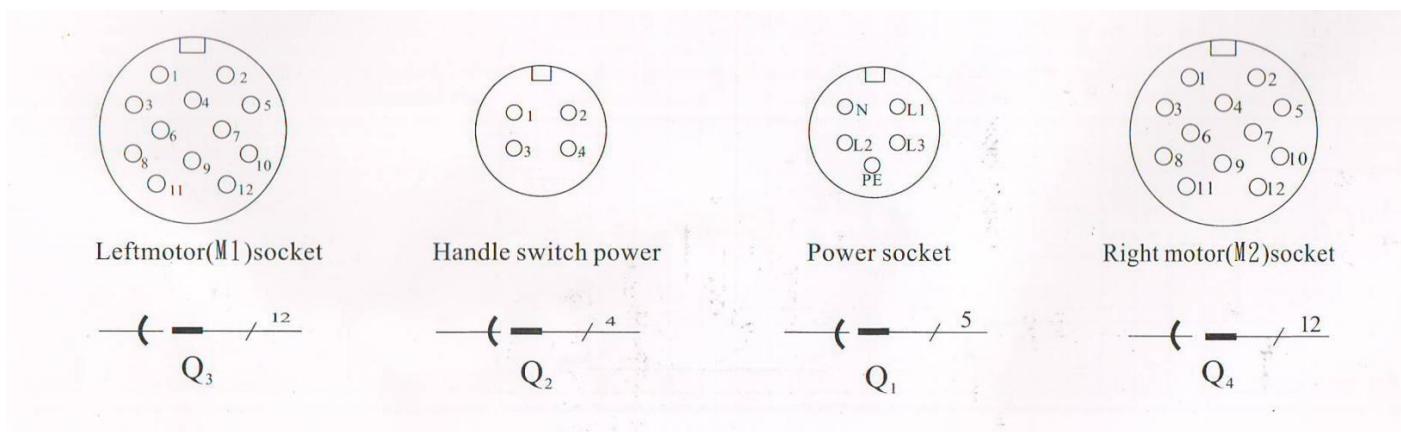 1 2
3 4 5
6 7
8 9 10
11 12
Leftmotor(M1)socket
12
Q3
1 2
3 4
Handle switch power
4
Q2
N L1
L2 L3
PE
Power socket
5
Q1
1 2
3 4 5
6 7
8 9 10
11 12
Right motor(M2)socket
12
Q4